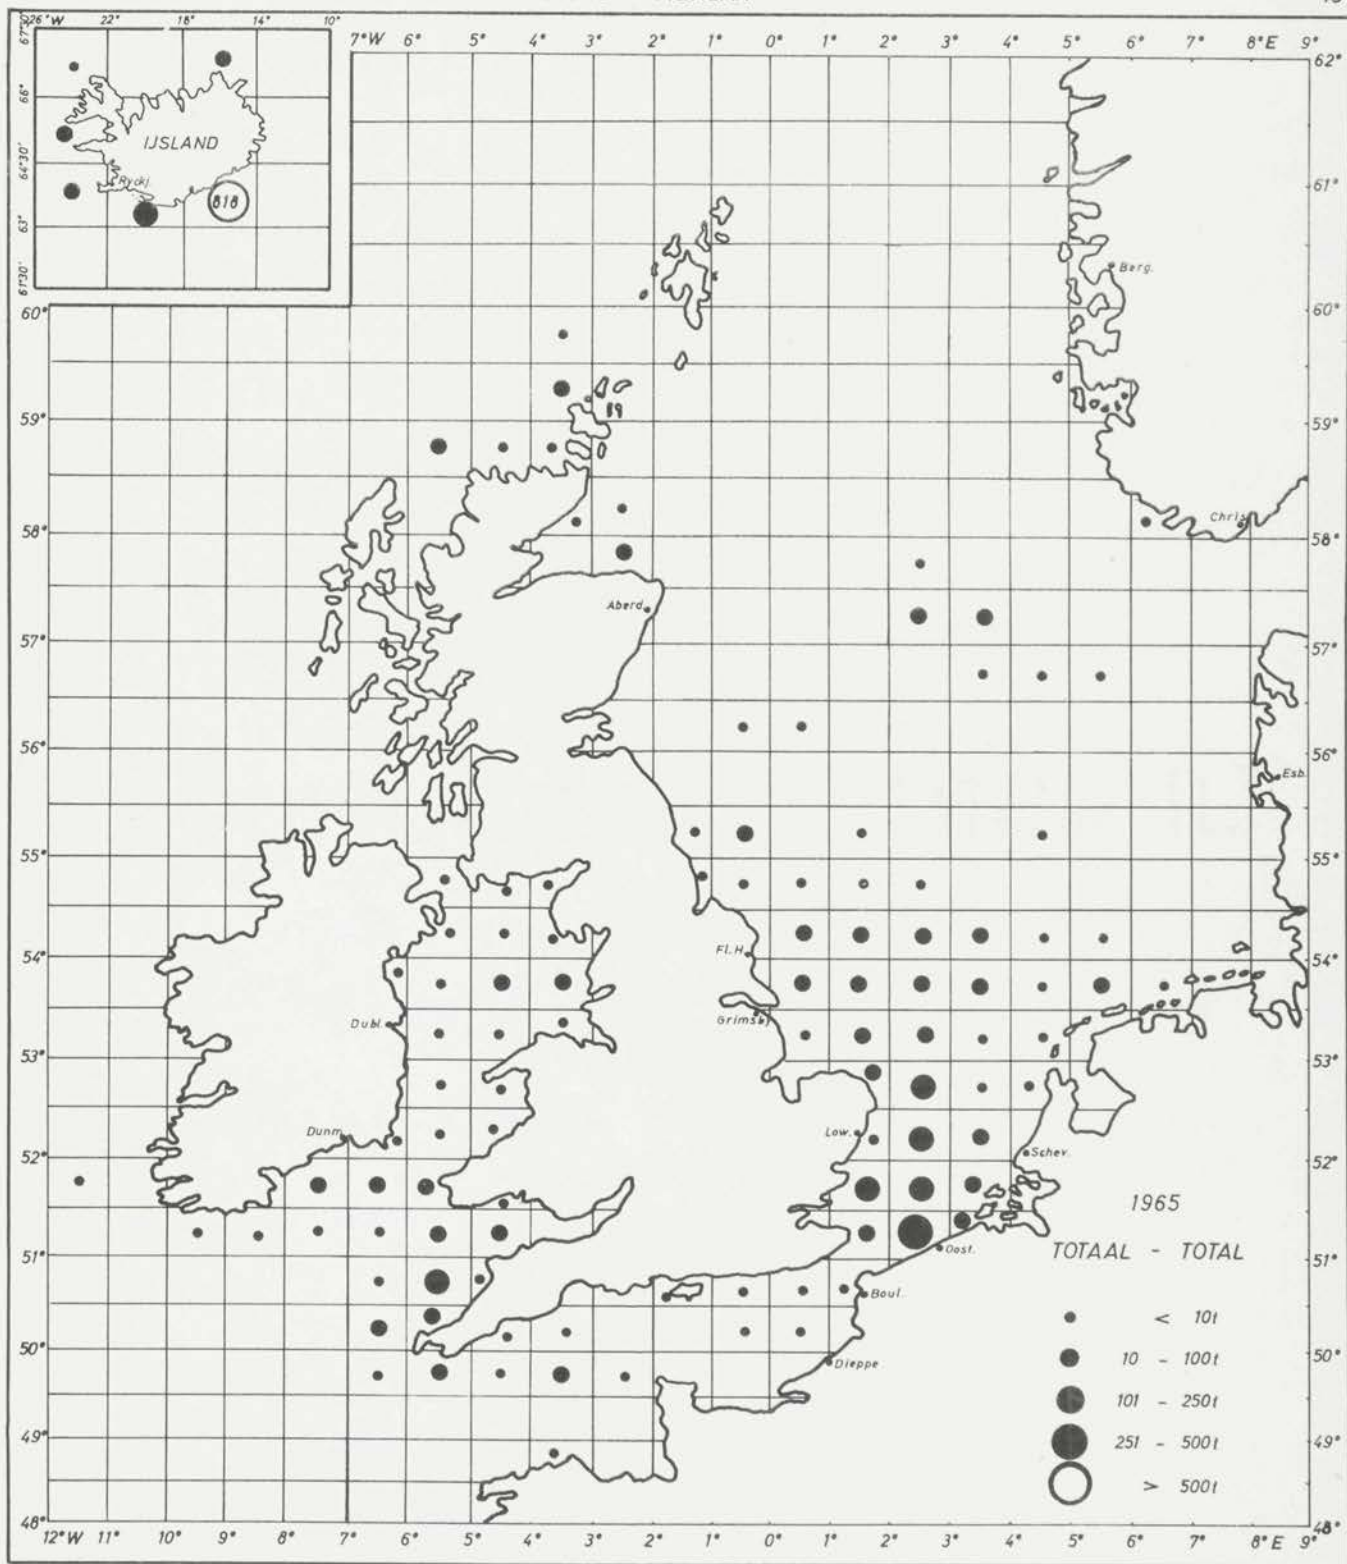 26°W 22° 18° 14° 10°
67°30'
66°
64°30'
63°
61°30'
IJSLAND
Ryckj.
818
7°W 6° 5° 4° 3° 2° 1° 0° 1° 2° 3° 4° 5° 6° 7° 8°E 9°
62°
61°
Berg.
60° 60°
59° 59°
58° Chris. 58°
Aberd.
57° 57°
56° 56°
Esb.
55° 55°
Fl.H.
54° 54°
Dubl. Grimsby
53° 53°
Dunm. Low.
52° Schev. 52°
1965
51° Oost. TOTAAL - TOTAL 51°
Boul.
< 10t
50° Dieppe 10 - 100t 50°
101 - 250t
49° 251 - 500t 49°
> 500t
48° 48°
12°W 11° 10° 9° 8° 7° 6° 5° 4° 3° 2° 1° 0° 1° 2° 3° 4° 5° 6° 7° 8°E 9°